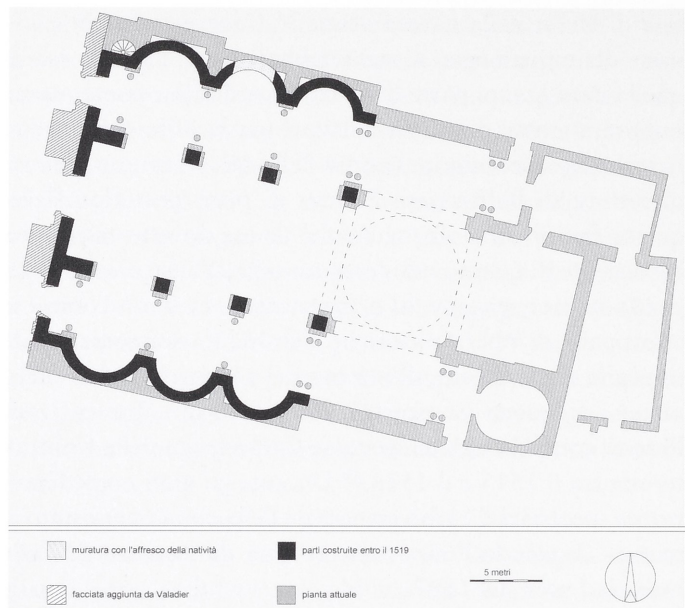 muratura con l'affresco della natività
parti costruite entro il 1519
5 metri
facciata aggiunta da Valadier
pianta attuale